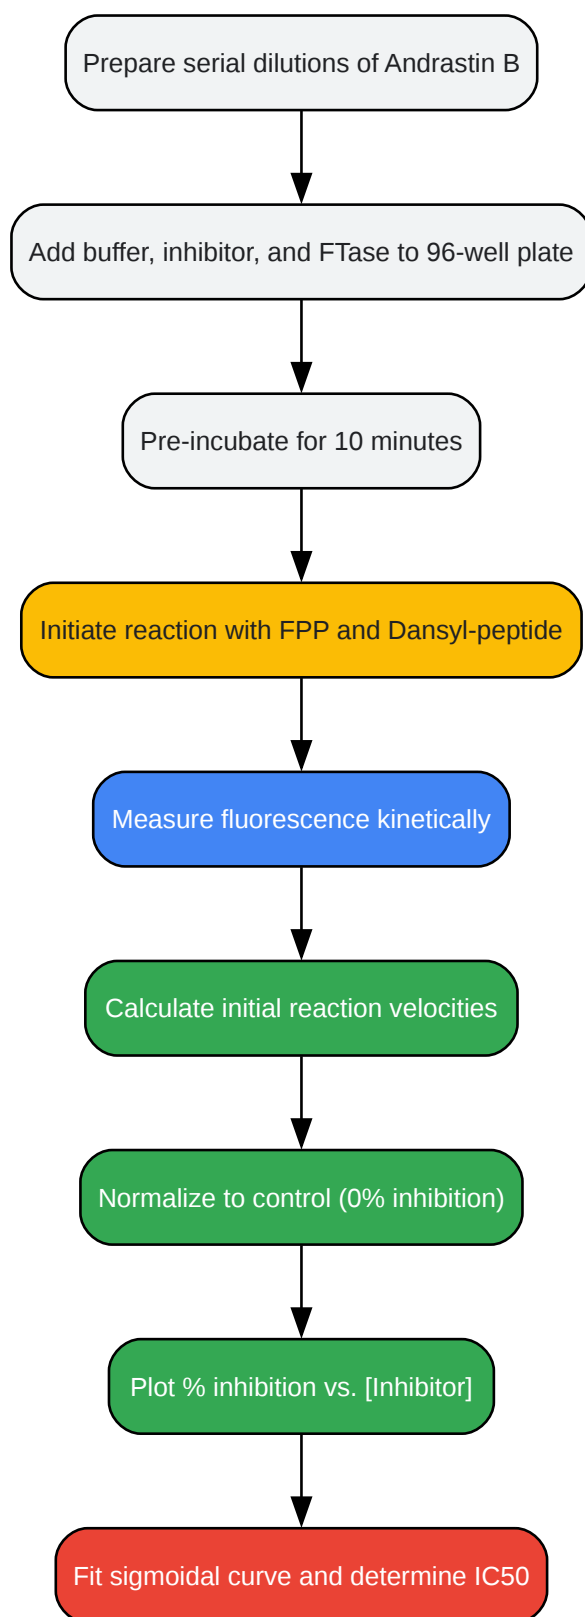 Prepare serial dilutions of Andrastin B
Add buffer, inhibitor, and FTase to 96-well plate
Pre-incubate for 10 minutes
Initiate reaction with FPP and Dansyl-peptide
Measure fluorescence kinetically
Calculate initial reaction velocities
Normalize to control (0% inhibition)
Plot % inhibition vs. [Inhibitor]
Fit sigmoidal curve and determine IC50